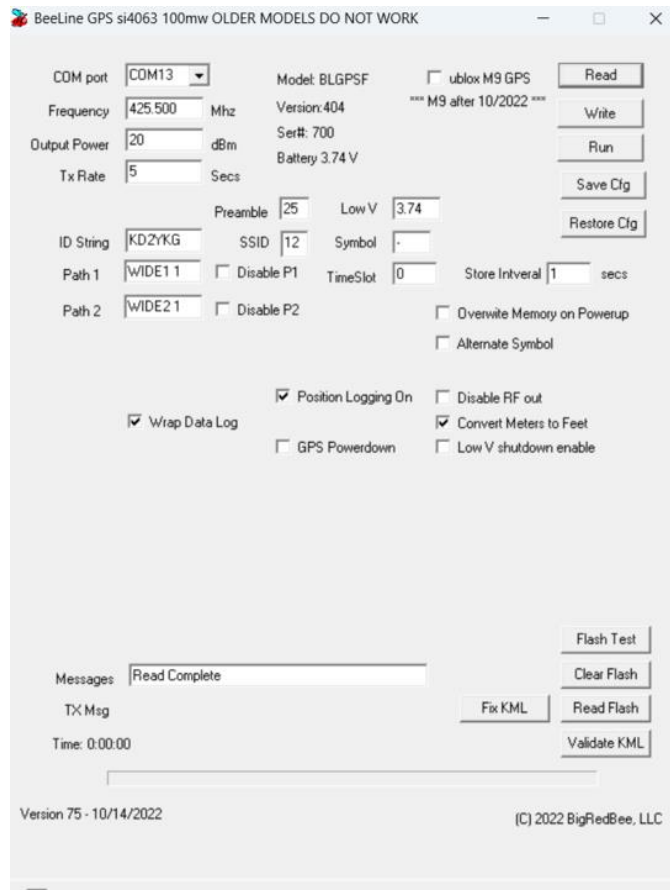 BeeLine GPS si4063 100mw OLDER MODELS DO NOT WORK
COM port COM13 Model: BLGPSF ublox M9 GPS Read
Frequency 425.500 Mhz Version:404 *** M9 after 10/2022 *** Write
Output Power 20 dBm Ser#: 700 Run
Tx Rate 5 Secs Battery 3.74 V Save Cfg
Preamble 25 Low V 3.74 Restore Cfg
ID String KD2YKG SSID 12 Symbol -
Path 1 WIDE1 1 Disable P1 TimeSlot 0 Store Intveral 1 secs
Path 2 WIDE2 1 Disable P2 Overwite Memory on Powerup
Alternate Symbol
Position Logging On Disable RF out
Wrap Data Log Convert Meters to Feet
GPS Powerdown Low V shutdown enable
Flash Test
Messages Read Complete Clear Flash
TX Msg Fix KML Read Flash
Time: 0:00:00 Validate KML
Version 75 - 10/14/2022 (C) 2022 BigRedBee, LLC